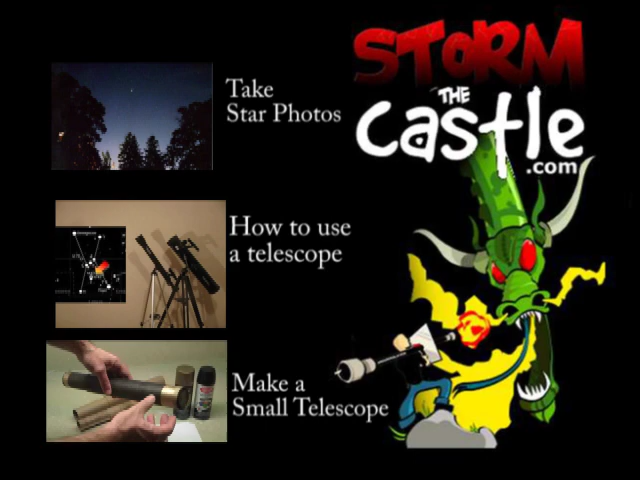 STORM
THE
castle
.com
Take
Star Photos
How to use
a telescope
Make a
Small Telescope